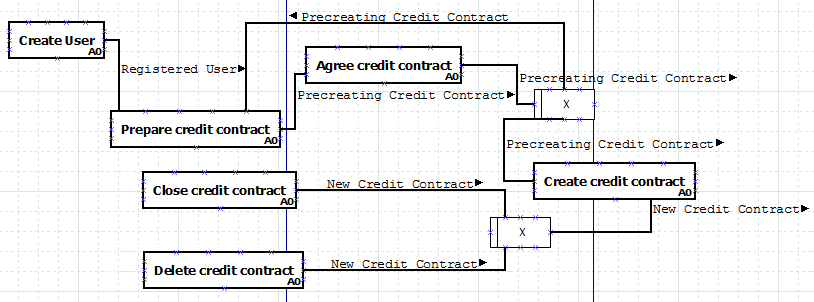 ◀ Precreating Credit Contract
Create User
A0
Registered User▶
Agree credit contract
A0
Precreating Credit Contract▶
Precreating Credit Contract▶
X
Prepare credit contract
A0
Precreating Credit Contract▶
Close credit contract
A0
New Credit Contract▶
Create credit contract
A0
New Credit Contract▶
X
Delete credit contract
A0
New Credit Contract▶